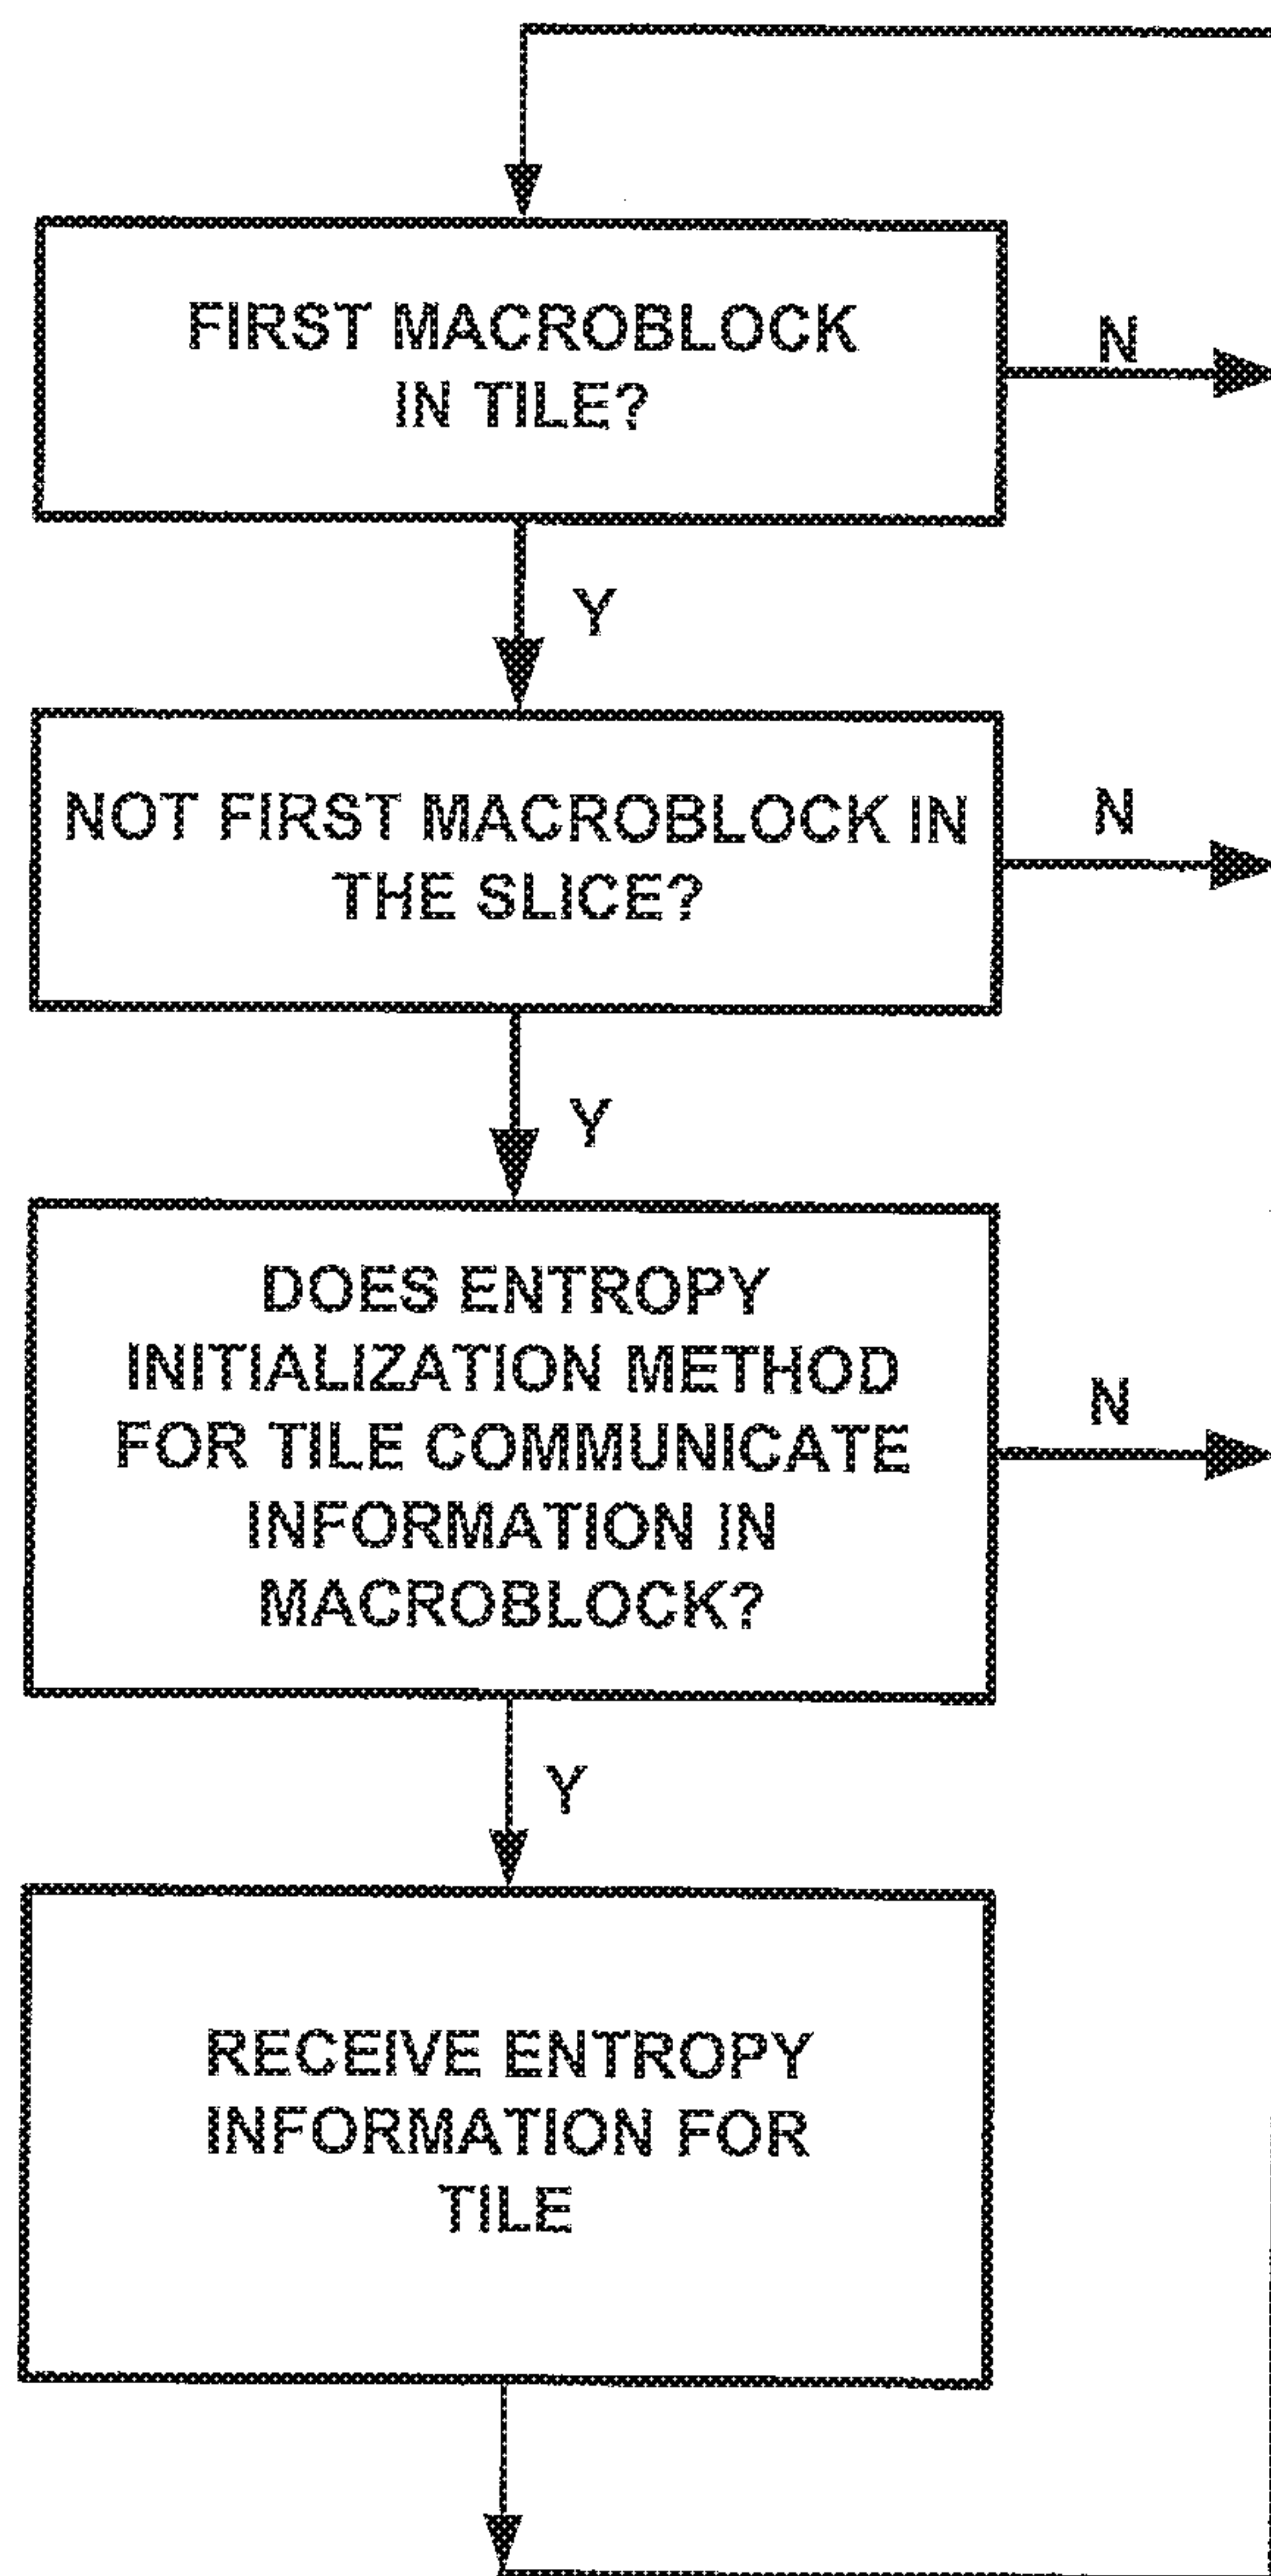 FIRST MACROBLOCK
IN TILE?
N
Y
NOT FIRST MACROBLOCK IN
THE SLICE?
N
Y
DOES ENTROPY
INITIALIZATION METHOD
FOR TILE COMMUNICATE
INFORMATION IN
MACROBLOCK?
N
Y
RECEIVE ENTROPY
INFORMATION FOR
TILE